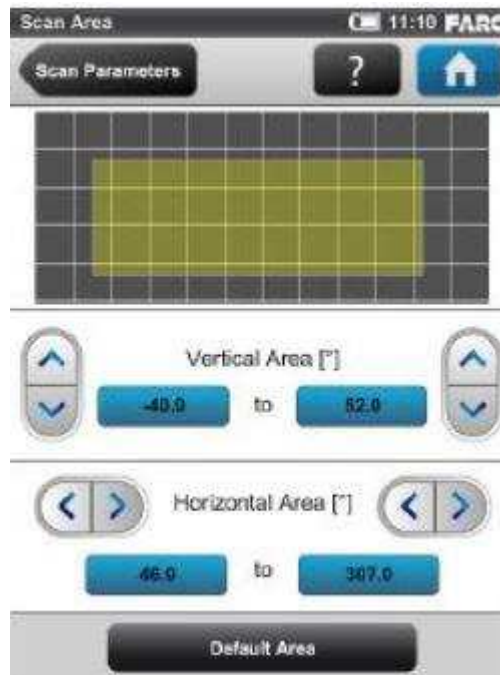 Scan Area 11:10 FARO
Scan Parameters ?
Vertical Area [°]
-40.0 to 52.0
Horizontal Area [°]
46.0 to 307.0
Default Area